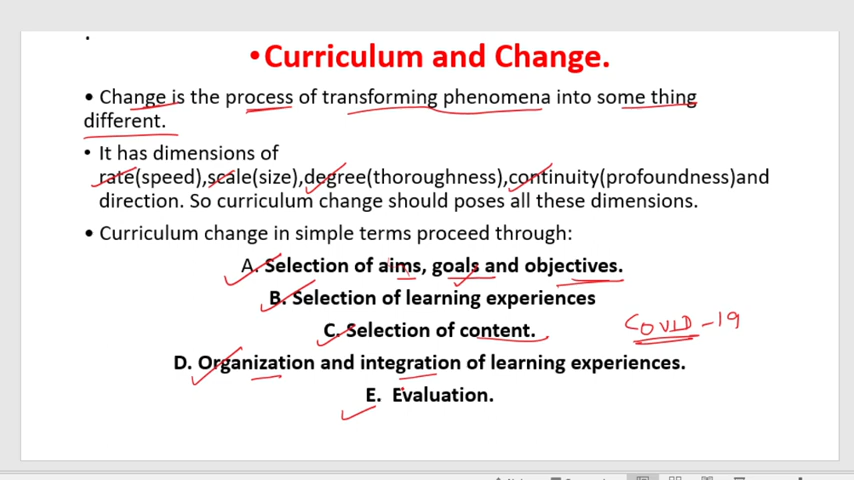 •Curriculum and Change.
• Change is the process of transforming phenomena into some thing
different.
• It has dimensions of
rate(speed),scale(size),degree(thoroughness),continuity(profoundness)and
direction. So curriculum change should poses all these dimensions.
• Curriculum change in simple terms proceed through:
A. Selection of aims, goals and objectives.
B. Selection of learning experiences
C. Selection of content.
COVID-19
D. Organization and integration of learning experiences.
E. Evaluation.